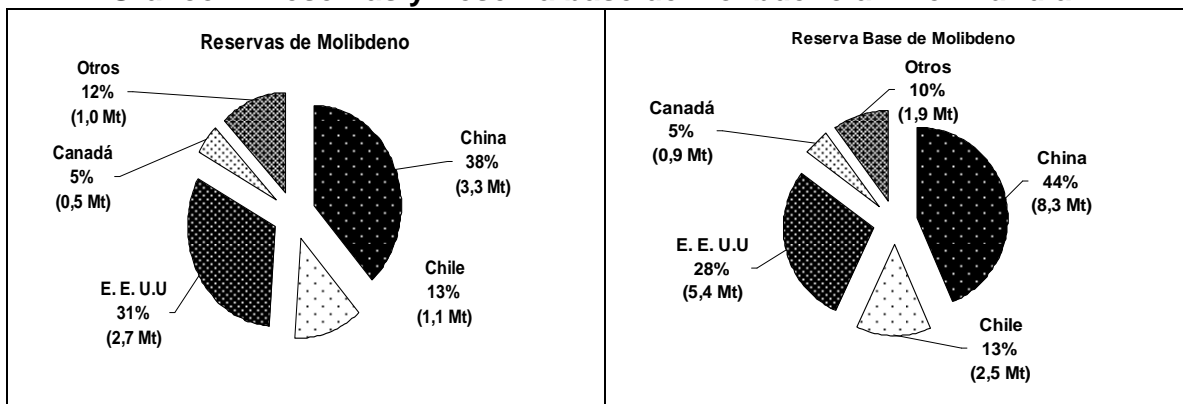 Reservas de Molibdeno
Otros
12%
(1,0 Mt)
Canadá
5%
(0,5 Mt)
E. E. U.U
31%
(2,7 Mt)
China
38%
(3,3 Mt)
Chile
13%
(1,1 Mt)
Reserva Base de Molibdeno
Otros
10%
(1,9 Mt)
Canadá
5%
(0,9 Mt)
E. E. U.U
28%
(5,4 Mt)
China
44%
(8,3 Mt)
Chile
13%
(2,5 Mt)